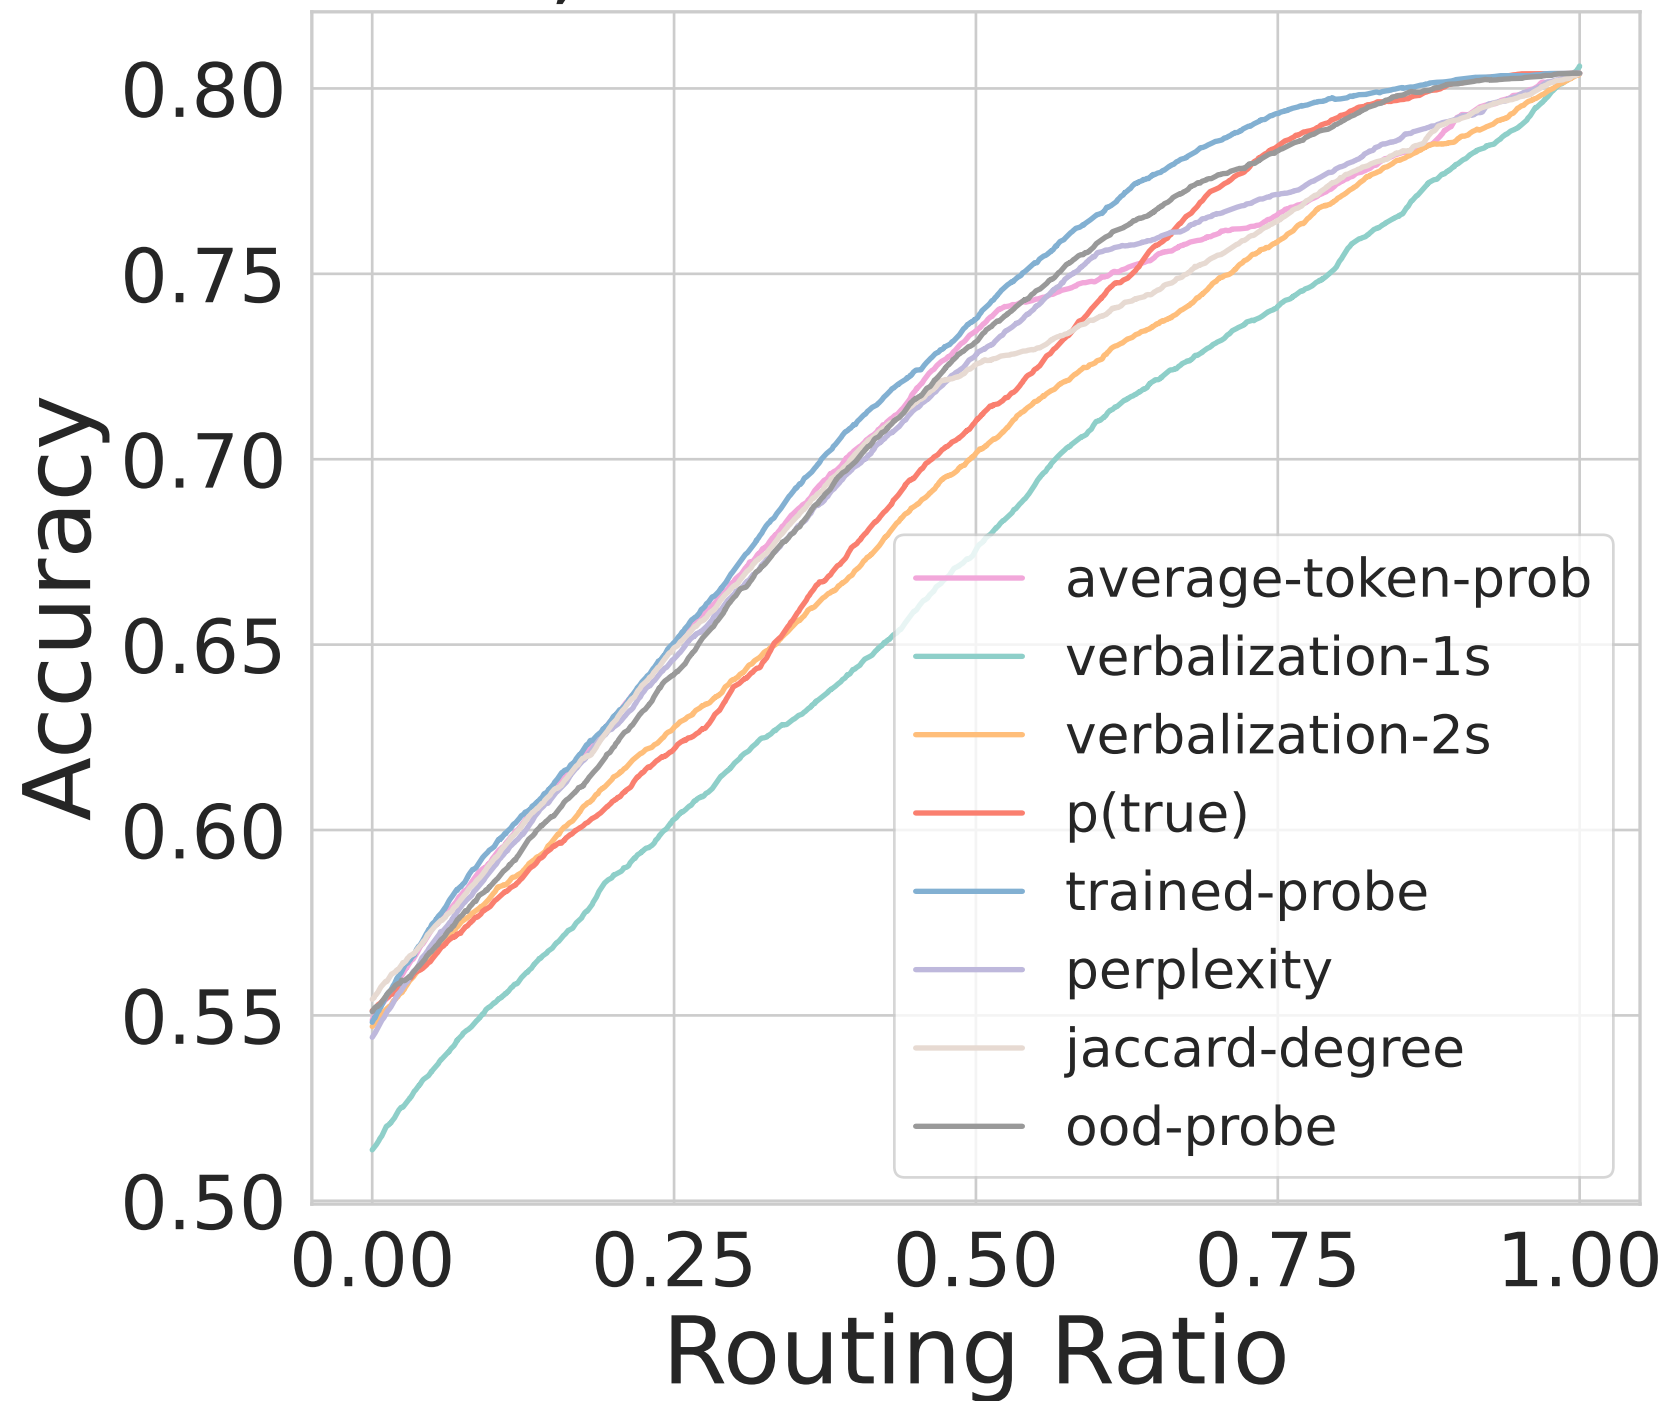 Accuracy
0.80
0.75
0.70
0.65
0.60
0.55
0.50
average-token-prob
verbalization-1s
verbalization-2s
p(true)
trained-probe
perplexity
jaccard-degree
ood-probe
0.00 0.25 0.50 0.75 1.00
Routing Ratio